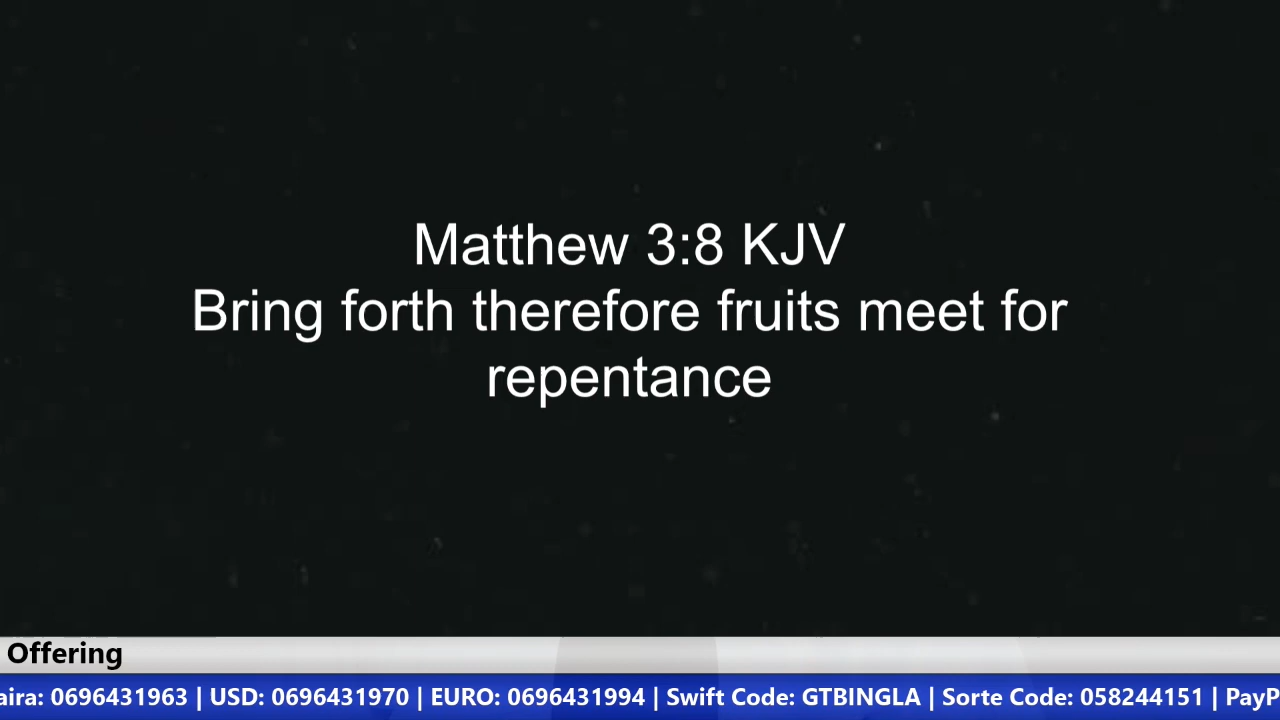 Matthew 3:8 KJV
Bring forth therefore fruits meet for
repentance
Offering
aira: 0696431963 | USD: 0696431970 | EURO: 0696431994 | Swift Code: GTBINGLA | Sorte Code: 058244151 | PayP